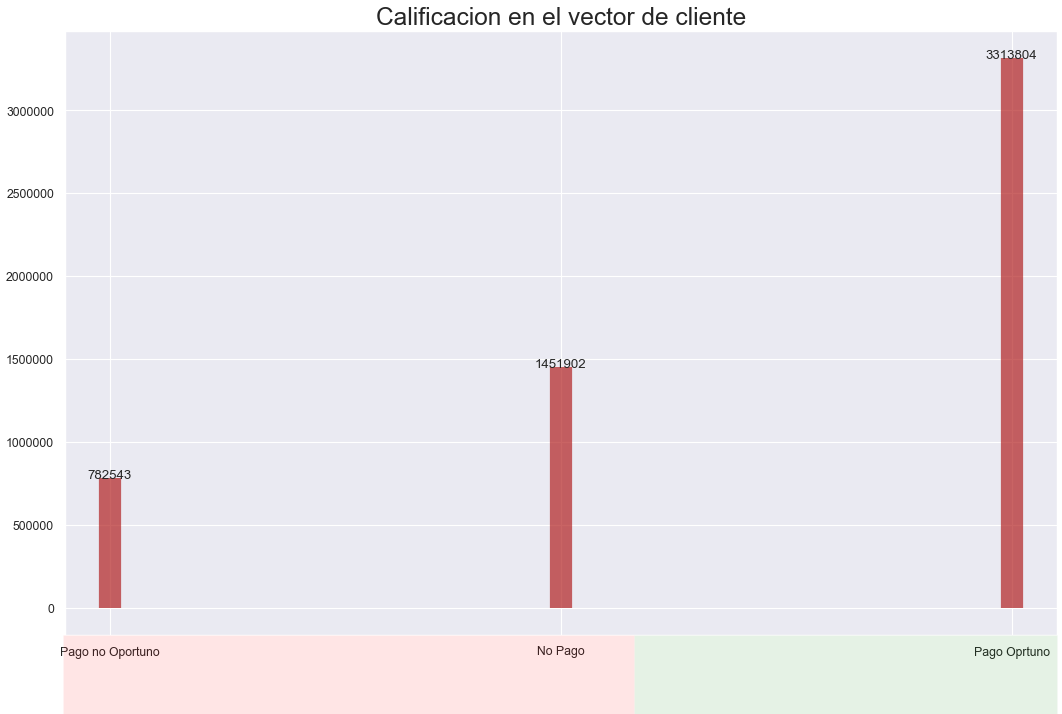 Calificacion en el vector de cliente
3313804
3000000
2500000
2000000
1500000
1451902
1000000
782543
500000
0
Pago no Oportuno
No Pago
Pago Oprtuno